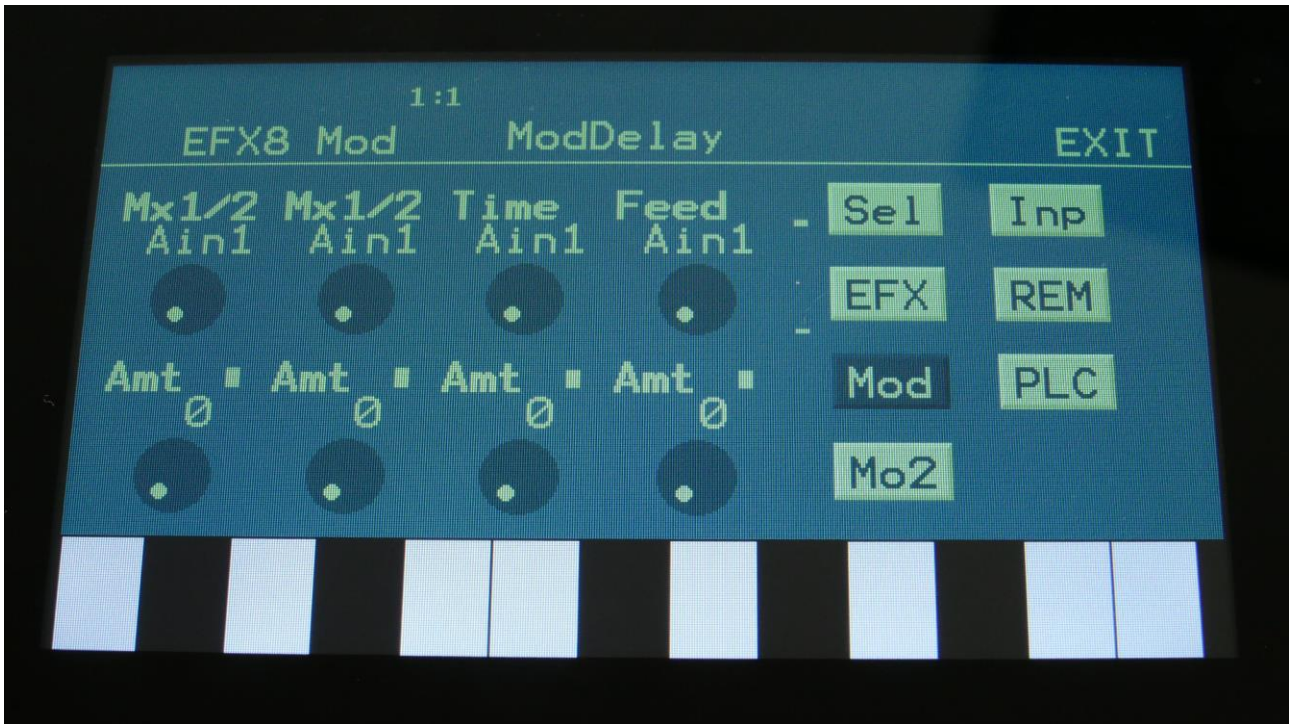 1:1
EFX8 Mod ModDelay EXIT
Mx1/2 Mx1/2 Time Feed Sel Inp
Ain1 Ain1 Ain1 Ain1
EFX REM
Amt Amt Amt Amt Mod PLC
0 0 0 0
Mo2